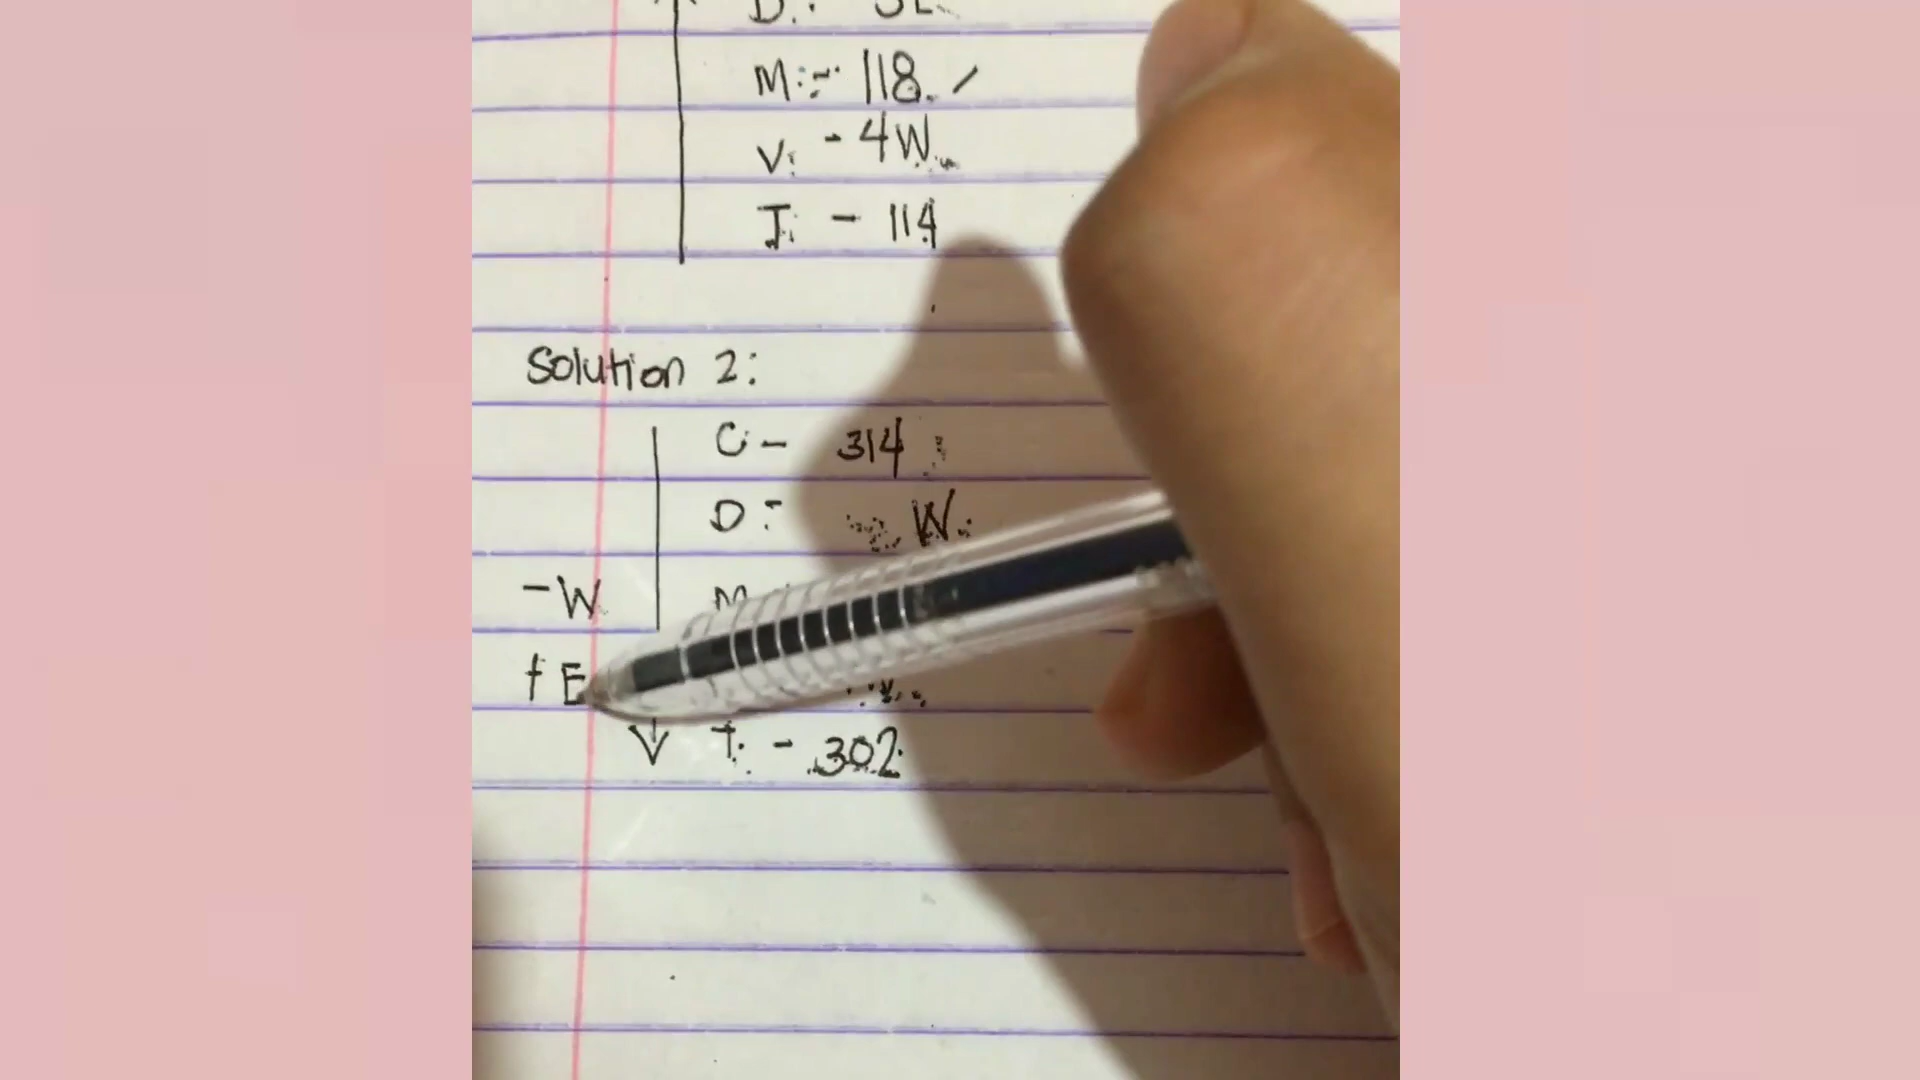 M: - 118.
V: - 4W
T: - 114
Solution 2:
C - 314
D: W.
-W M
+E
T: - 302